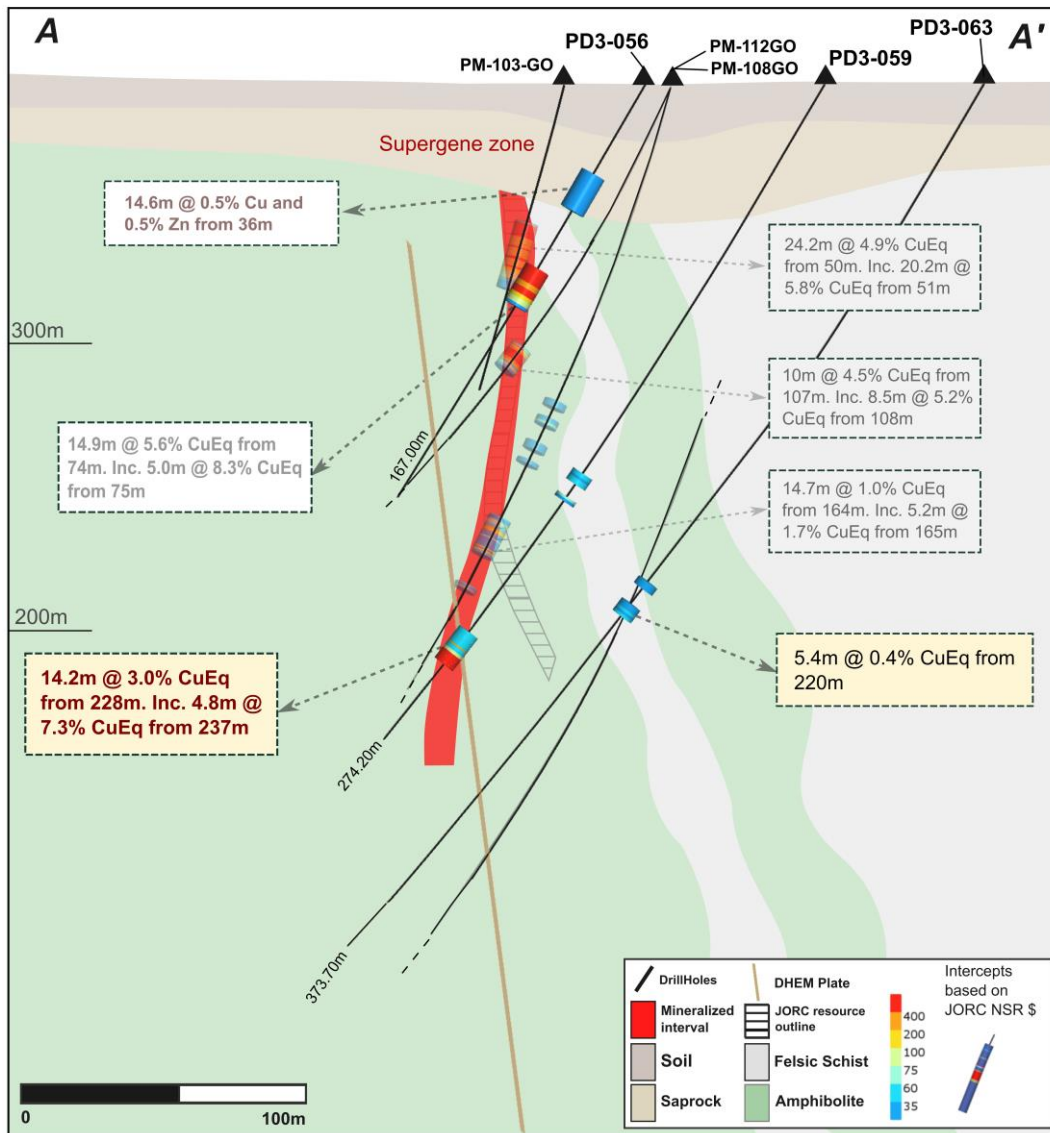 A
A'
PM-103-GO
PD3-056
PM-112GO
PM-108GO
PD3-059
PD3-063
Supergene zone
14.6m @ 0.5% Cu and
0.5% Zn from 36m
24.2m @ 4.9% CuEq
from 50m. Inc. 20.2m @
5.8% CuEq from 51m
300m
10m @ 4.5% CuEq from
107m. Inc. 8.5m @ 5.2%
CuEq from 108m
14.9m @ 5.6% CuEq from
74m. Inc. 5.0m @ 8.3% CuEq
from 75m
167.00m
14.7m @ 1.0% CuEq
from 164m. Inc. 5.2m @
1.7% CuEq from 165m
200m
14.2m @ 3.0% CuEq
from 228m. Inc. 4.8m @
7.3% CuEq from 237m
5.4m @ 0.4% CuEq from
220m
274.20m
373.70m
DrillHoles
DHEM Plate
Mineralized
interval
JORC resource
outline
Soil
Felsic Schist
Saprock
Amphibolite
400
200
100
75
60
35
Intercepts
based on
JORC NSR $
0
100m